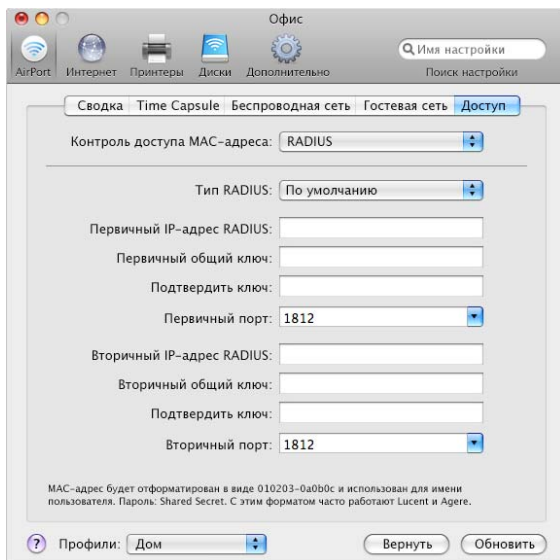 Офис
AirPort Интернет Принтеры Диски Дополнительно
Имя настройки
Поиск настройки
Сводка Time Capsule Беспроводная сеть Гостевая сеть Доступ
Контроль доступа MAC-адреса: RADIUS
Тип RADIUS: По умолчанию
Первичный IP-адрес RADIUS:
Первичный общий ключ:
Подтвердить ключ:
Первичный порт: 1812
Вторичный IP-адрес RADIUS:
Вторичный общий ключ:
Подтвердить ключ:
Вторичный порт: 1812
MAC-адрес будет отформатирован в виде 010203-0a0b0c и использован для имени
пользователя. Пароль: Shared Secret. С этим форматом часто работают Lucent и Agere.
? Профили: Дом Вернуть Обновить